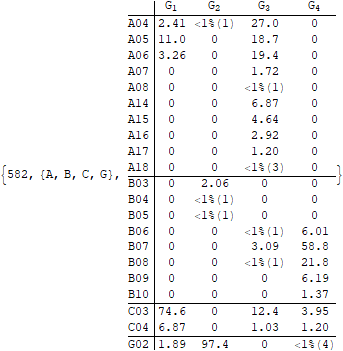 G1 G2 G3 G4
A04 2.41 <1%(1) 27.0 0
A05 11.0 0 18.7 0
A06 3.26 0 19.4 0
A07 0 0 1.72 0
A08 0 0 <1%(1) 0
A14 0 0 6.87 0
A15 0 0 4.64 0
A16 0 0 2.92 0
A17 0 0 1.20 0
A18 0 0 <1%(3) 0
{582, {A, B, C, G}, }
B03 0 2.06 0 0
B04 0 <1%(1) 0 0
B05 0 <1%(1) 0 0
B06 0 0 <1%(1) 6.01
B07 0 0 3.09 58.8
B08 0 0 <1%(1) 21.8
B09 0 0 0 6.19
B10 0 0 0 1.37
C03 74.6 0 12.4 3.95
C04 6.87 0 1.03 1.20
G02 1.89 97.4 0 <1%(4)